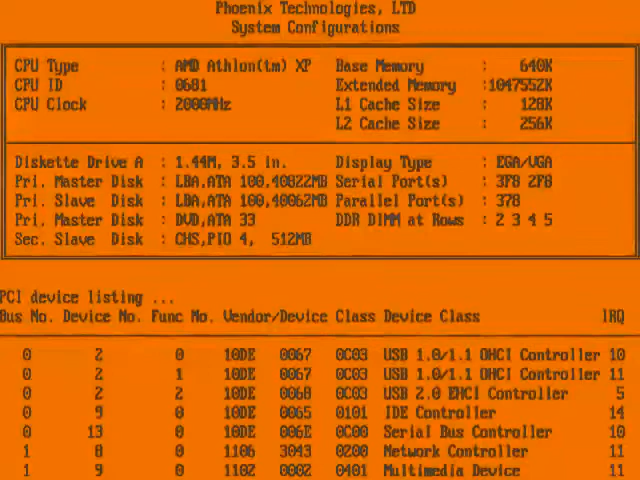 Phoenix Technologies, LTD
System Configurations
CPU Type : AMD Athlon(tm) XP Base Memory : 640K
CPU ID : 0681 Extended Memory :1047552K
CPU Clock : 2000MHz L1 Cache Size : 128K
L2 Cache Size : 256K
Diskette Drive A : 1.44M, 3.5 in. Display Type : EGA/VGA
Pri. Master Disk : LBA,ATA 100,40822MB Serial Port(s) : 3F8 2F8
Pri. Slave Disk : LBA,ATA 100,40062MB Parallel Port(s) : 378
Pri. Master Disk : DVD,ATA 33 DDR DIMM at Rows : 2 3 4 5
Sec. Slave Disk : CHS,PIO 4, 512MB
PCI device listing ...
Bus No. Device No. Func No. Vendor/Device Class Device Class IRQ
0 2 0 10DE 0067 0C03 USB 1.0/1.1 OHCI Controller 10
0 2 1 10DE 0067 0C03 USB 1.0/1.1 OHCI Controller 11
0 2 2 10DE 0068 0C03 USB 2.0 EHCI Controller 5
0 9 0 10DE 0065 0101 IDE Controller 14
0 13 0 10DE 006E 0C00 Serial Bus Controller 10
1 8 0 1106 3043 0200 Network Controller 11
1 9 0 1102 0002 0401 Multimedia Device 11